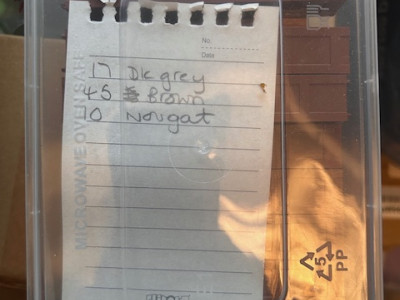 No.
Date
17 Dk grey
45 Brown
10 Nougat
MICROWAVE OVEN SAFE
5
PP